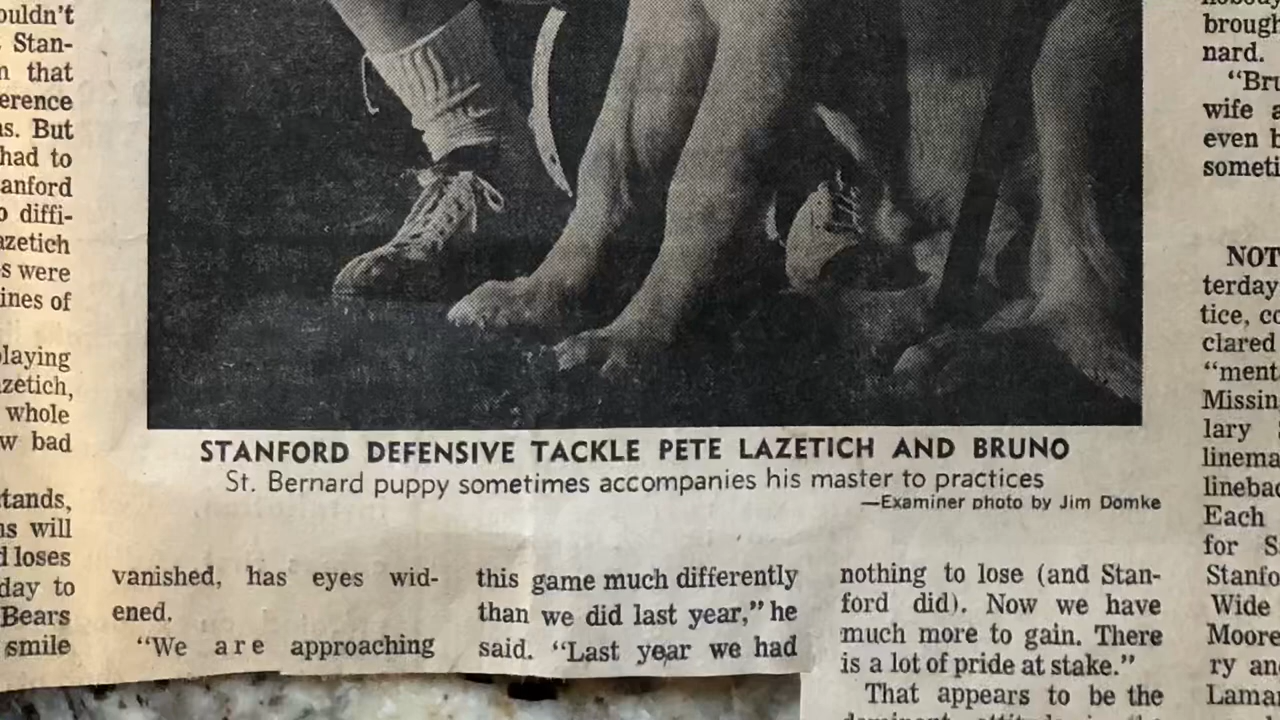 ouldn't
Stan-
that
erence
But
had to
anford
diffi-
azetich
were
ines of
laying
zetich,
whole
bad
tands,
will
loses
day to
Bears
smile
STANFORD DEFENSIVE TACKLE PETE LAZETICH AND BRUNO
St. Bernard puppy sometimes accompanies his master to practices
—Examiner photo by Jim Domke
vanished, has eyes wid-
ened.
"We are approaching
this game much differently
than we did last year," he
said. "Last year we had
nothing to lose (and Stan-
ford did). Now we have
much more to gain. There
is a lot of pride at stake."
That appears to be the
brough
nard.
"Bru
wife a
even b
someti
NOT
terday
tice, co
clared
"ment
Missin
lary
linema
lineba
Each
for S
Stanfo
Wide
Moore
ry an
Lama